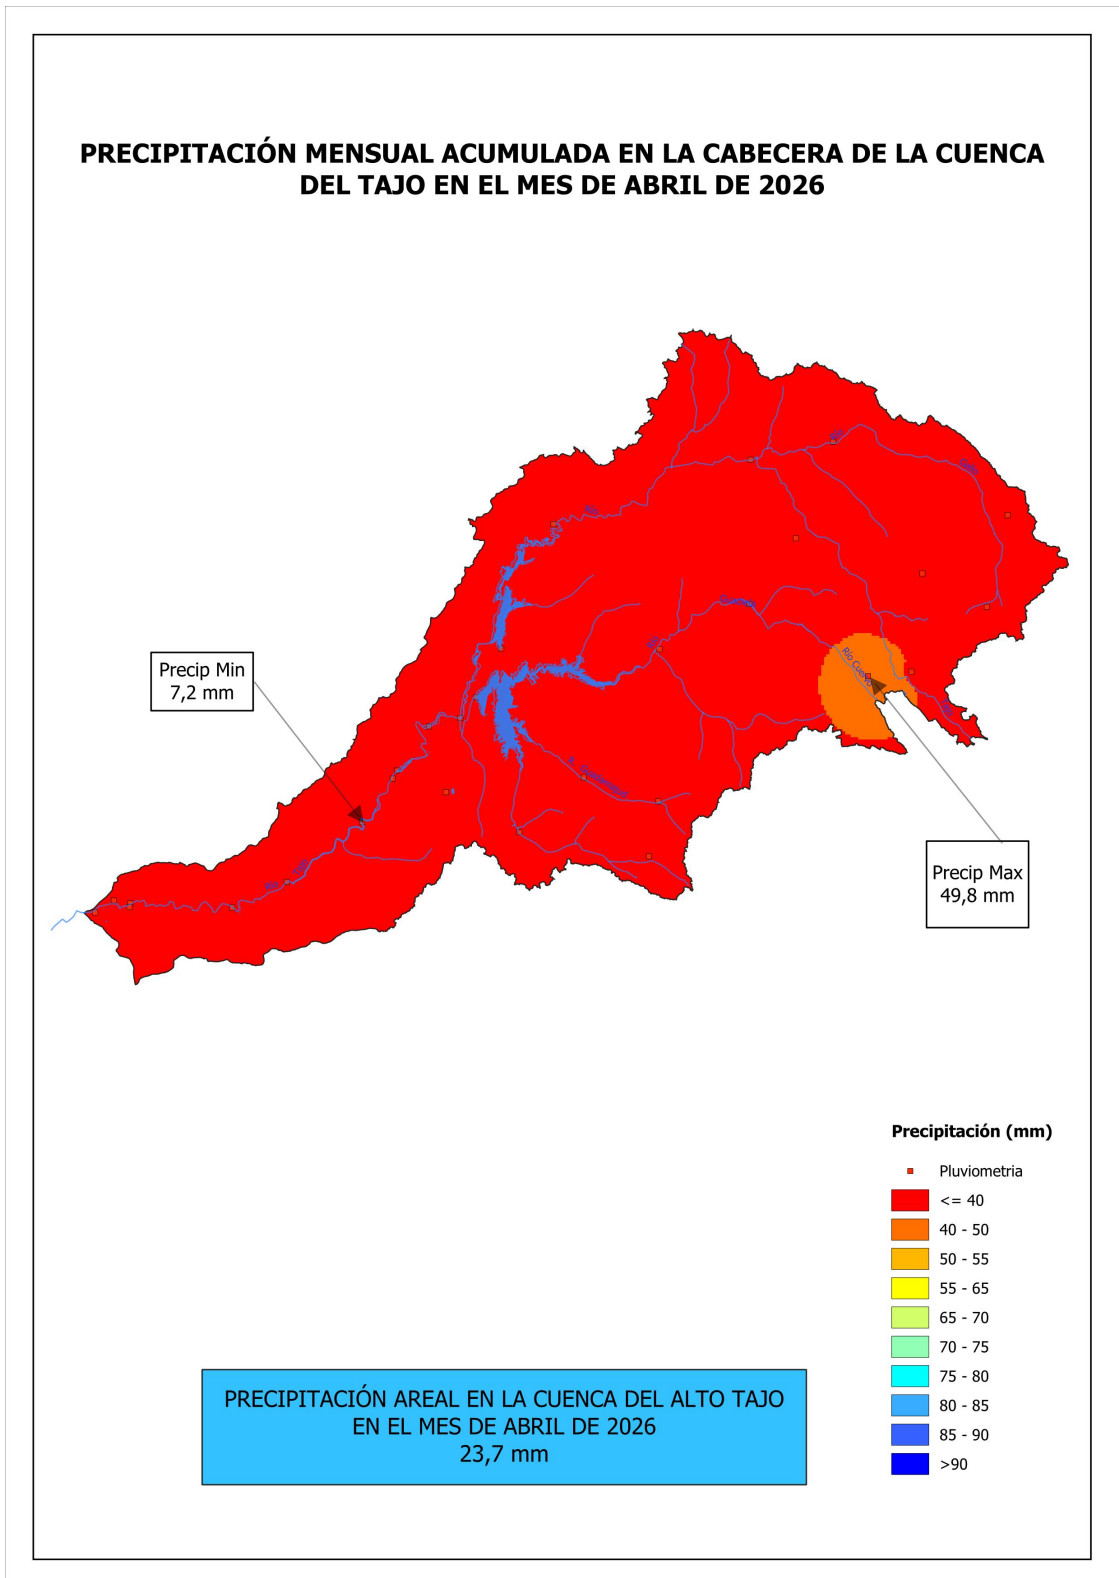 PRECIPITACIÓN MENSUAL ACUMULADA EN LA CABECERA DE LA CUENCA
DEL TAJO EN EL MES DE ABRIL DE 2026
Precip Min
7,2 mm
Río Cuervo
Precip Max
49,8 mm
Precipitación (mm)
Pluviometria
<= 40
40 - 50
50 - 55
55 - 65
65 - 70
70 - 75
75 - 80
80 - 85
85 - 90
>90
PRECIPITACIÓN AREAL EN LA CUENCA DEL ALTO TAJO
EN EL MES DE ABRIL DE 2026
23,7 mm